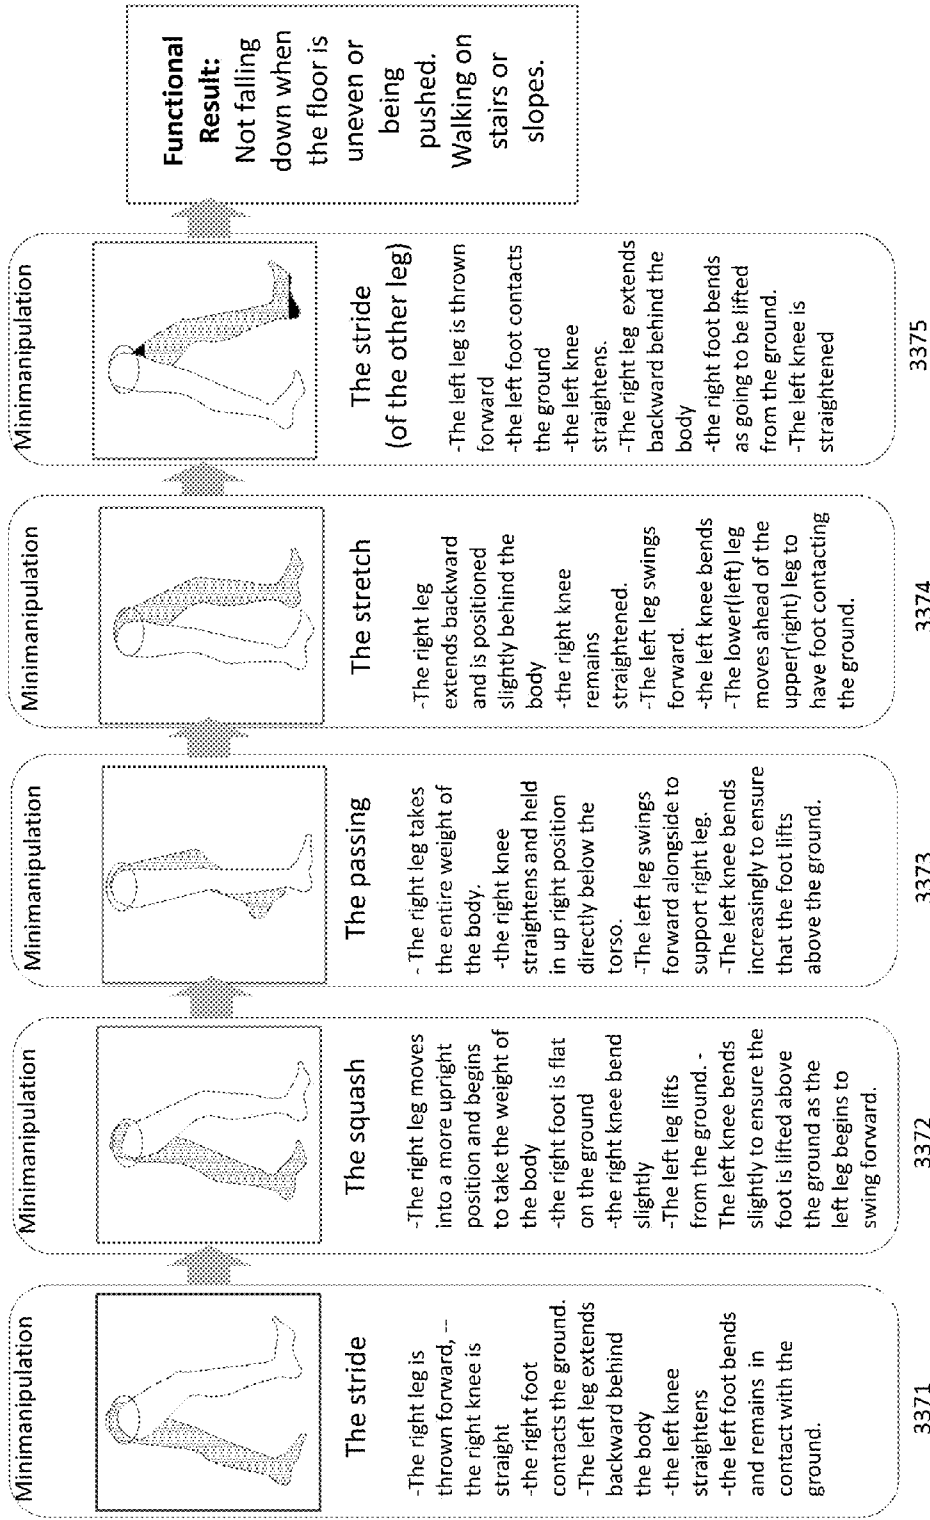 Minimanipulation
The stride
-The right leg is
thrown forward, --
the right knee is
straight
-the right foot
contacts the ground.
-The left leg extends
backward behind
the body
-the left knee
straightens
-the left foot bends
and remains in
contact with the
ground.
3371
Minimanipulation
The squash
-The right leg moves
into a more upright
position and begins
to take the weight of
the body
-the right foot is flat
on the ground
-the right knee bend
slightly
-The left leg lifts
from the ground. -
The left knee bends
slightly to ensure the
foot is lifted above
the ground as the
left leg begins to
swing forward.
3372
Minimanipulation
The passing
- The right leg takes
the entire weight of
the body.
-the right knee
straightens and held
in up right position
directly below the
torso.
-The left leg swings
forward alongside to
support right leg.
-The left knee bends
increasingly to ensure
that the foot lifts
above the ground.
3373
Minimanipulation
The stretch
-The right leg
extends backward
and is positioned
slightly behind the
body
-the right knee
remains
straightened.
-The left leg swings
forward.
-the left knee bends
-The lower(left) leg
moves ahead of the
upper(right) leg to
have foot contacting
the ground.
3374
Minimanipulation
The stride
(of the other leg)
-The left leg is thrown
forward
-the left foot contacts
the ground
-the left knee
straightens.
-The right leg extends
backward behind the
body
-the right foot bends
as going to be lifted
from the ground.
-The left knee is
straightened
3375
Functional
Result:
Not falling
down when
the floor is
uneven or
being
pushed.
Walking on
stairs or
slopes.